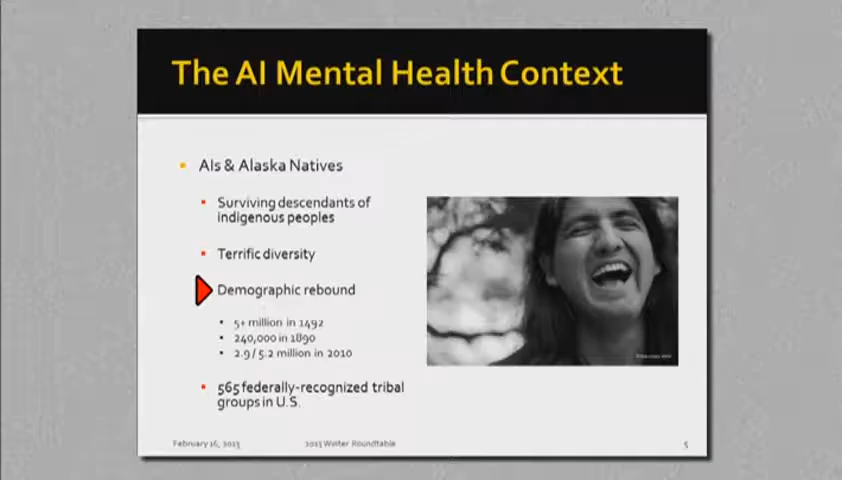 The AI Mental Health Context
AIs & Alaska Natives
Surviving descendants of
indigenous peoples
Terrific diversity
Demographic rebound
5+ million in 1492
240,000 in 1890
2.9 / 5.2 million in 2010
565 federally-recognized tribal
groups in U.S.
February 16, 2013
2013 Winter Roundtable
5